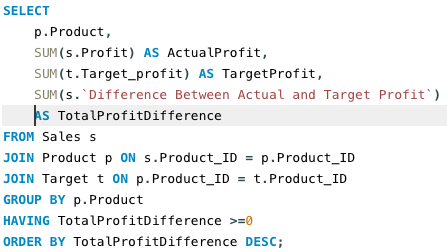 SELECT
p.Product,
SUM(s.Profit) AS ActualProfit,
SUM(t.Target_profit) AS TargetProfit,
SUM(s.`Difference Between Actual and Target Profit`)
AS TotalProfitDifference
FROM Sales s
JOIN Product p ON s.Product_ID = p.Product_ID
JOIN Target t ON p.Product_ID = t.Product_ID
GROUP BY p.Product
HAVING TotalProfitDifference >=0
ORDER BY TotalProfitDifference DESC;